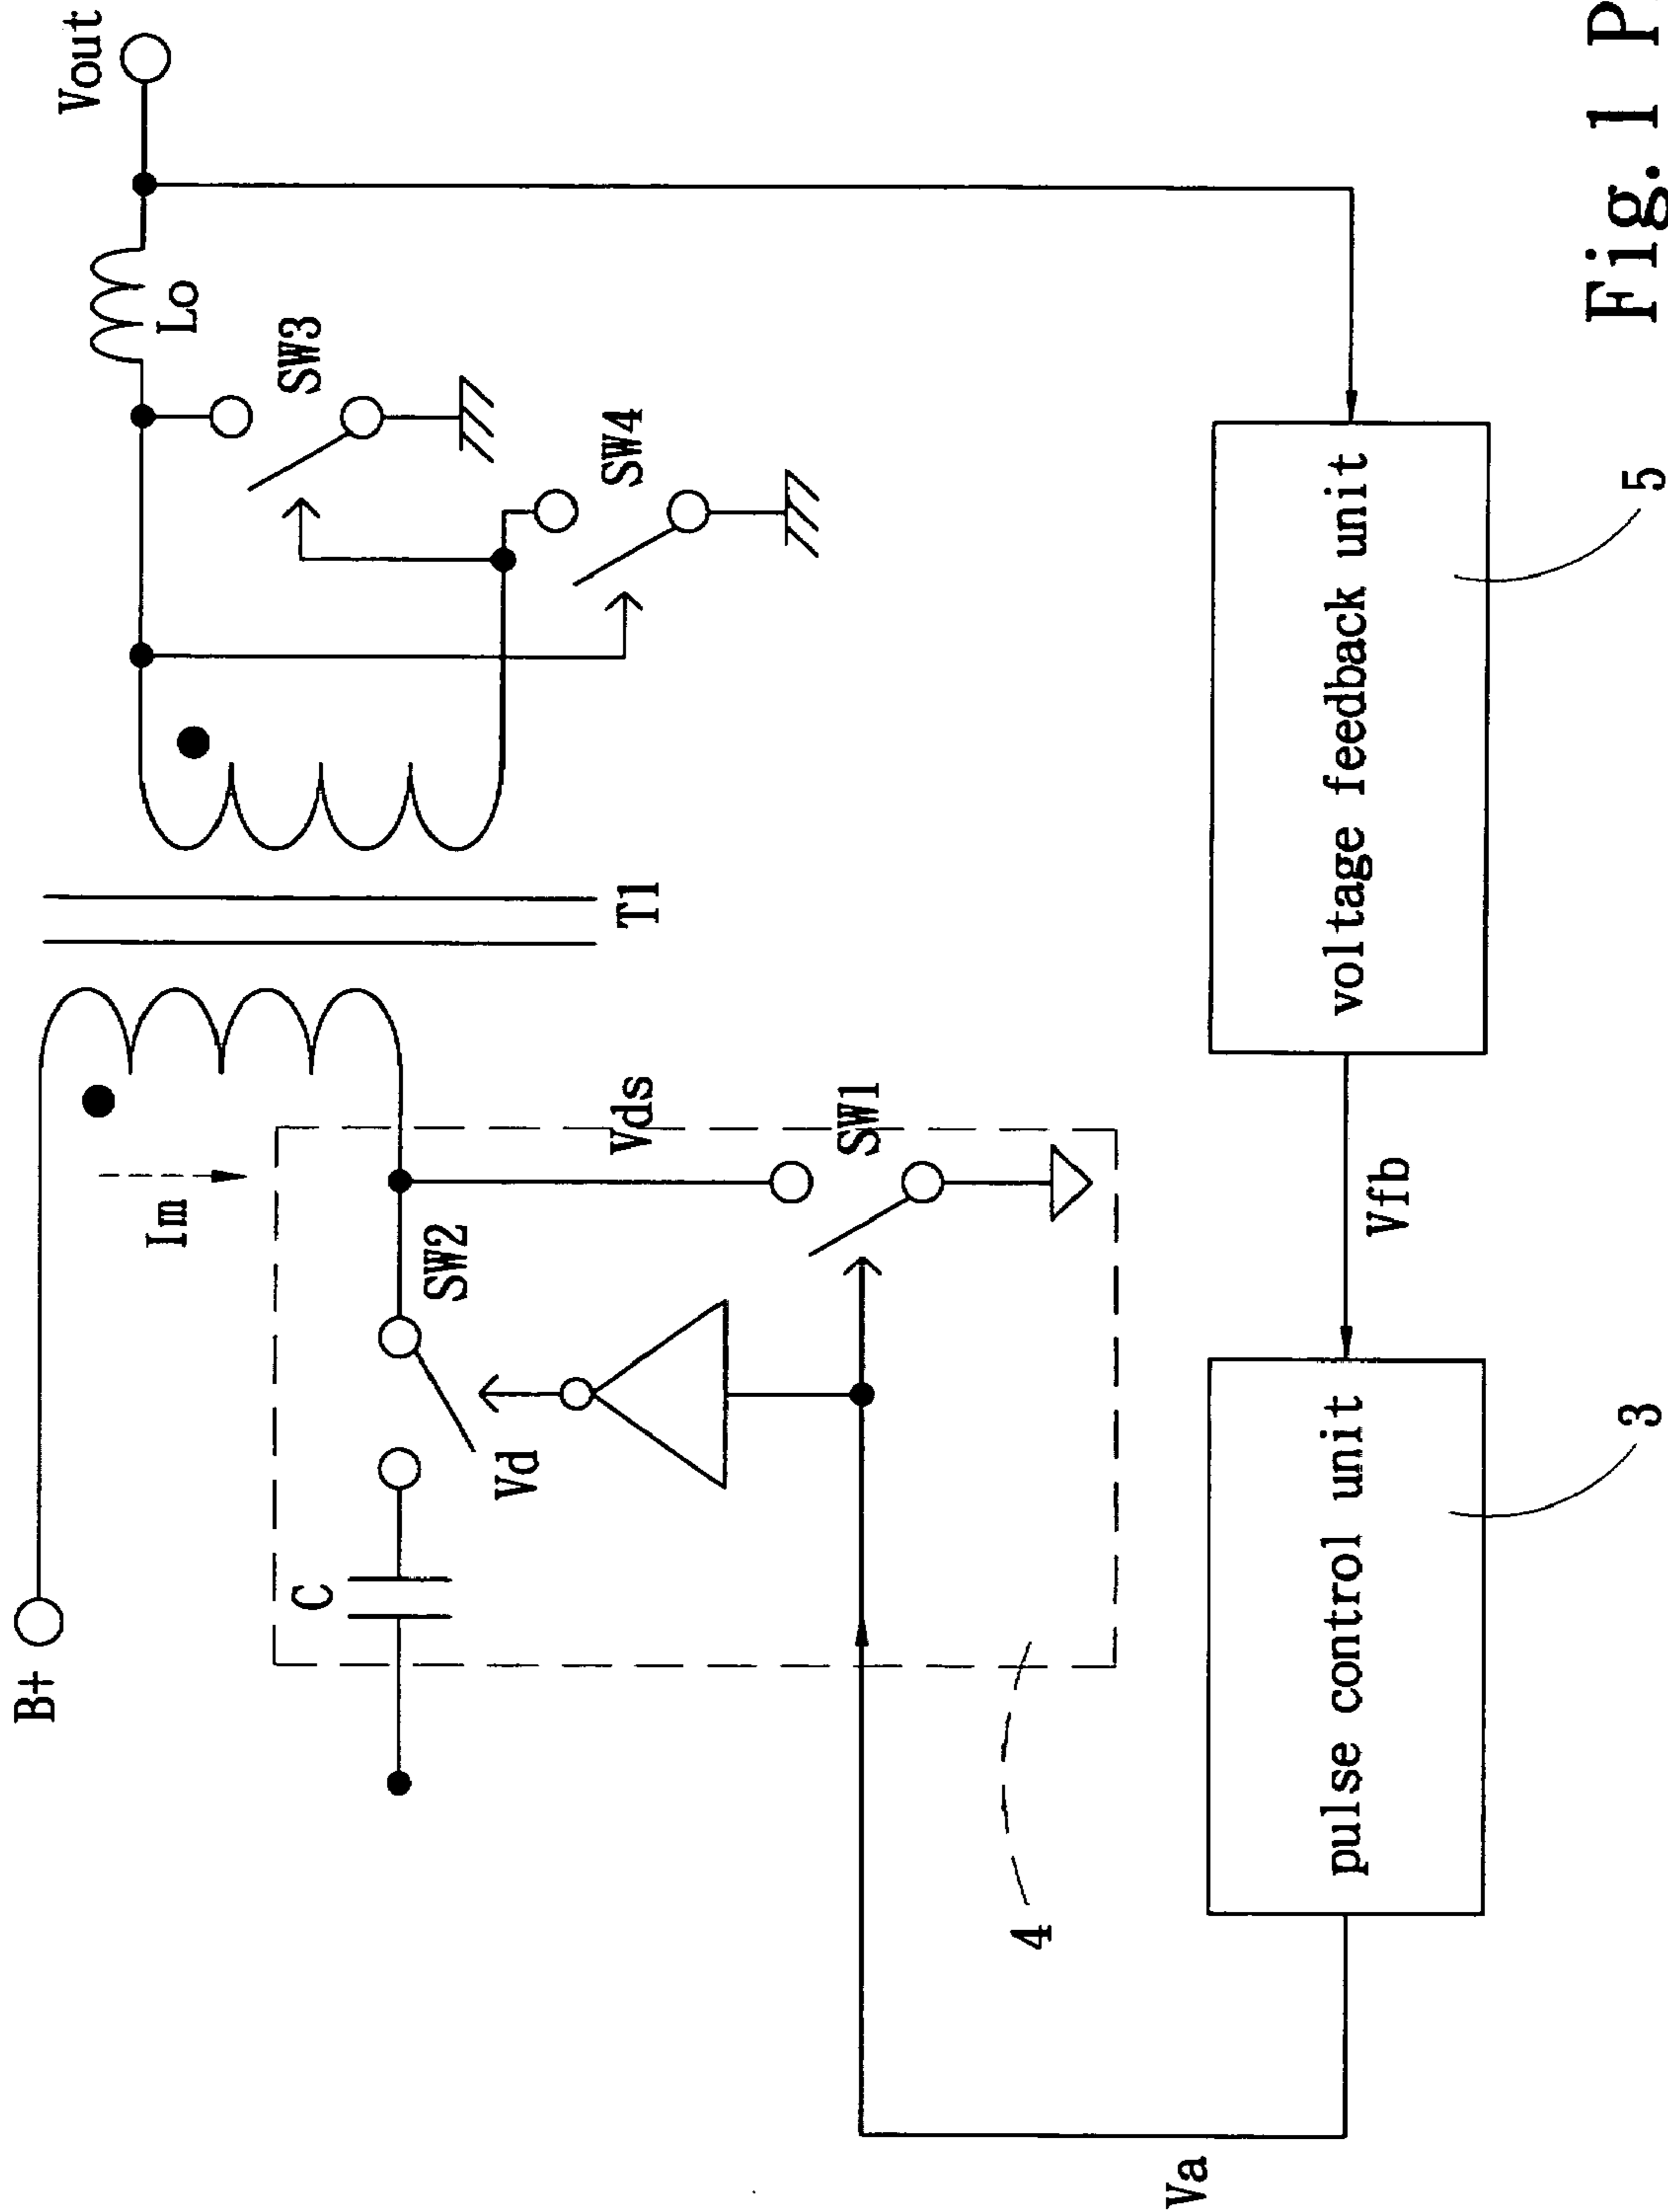 B+
Im
C
SW2
Vd
Vds
SW1
4
Va
T1
Lo
Vout
SW3
SW4
pulse control unit
3
Vfb
voltage feedback unit
5
Fig. 1 P